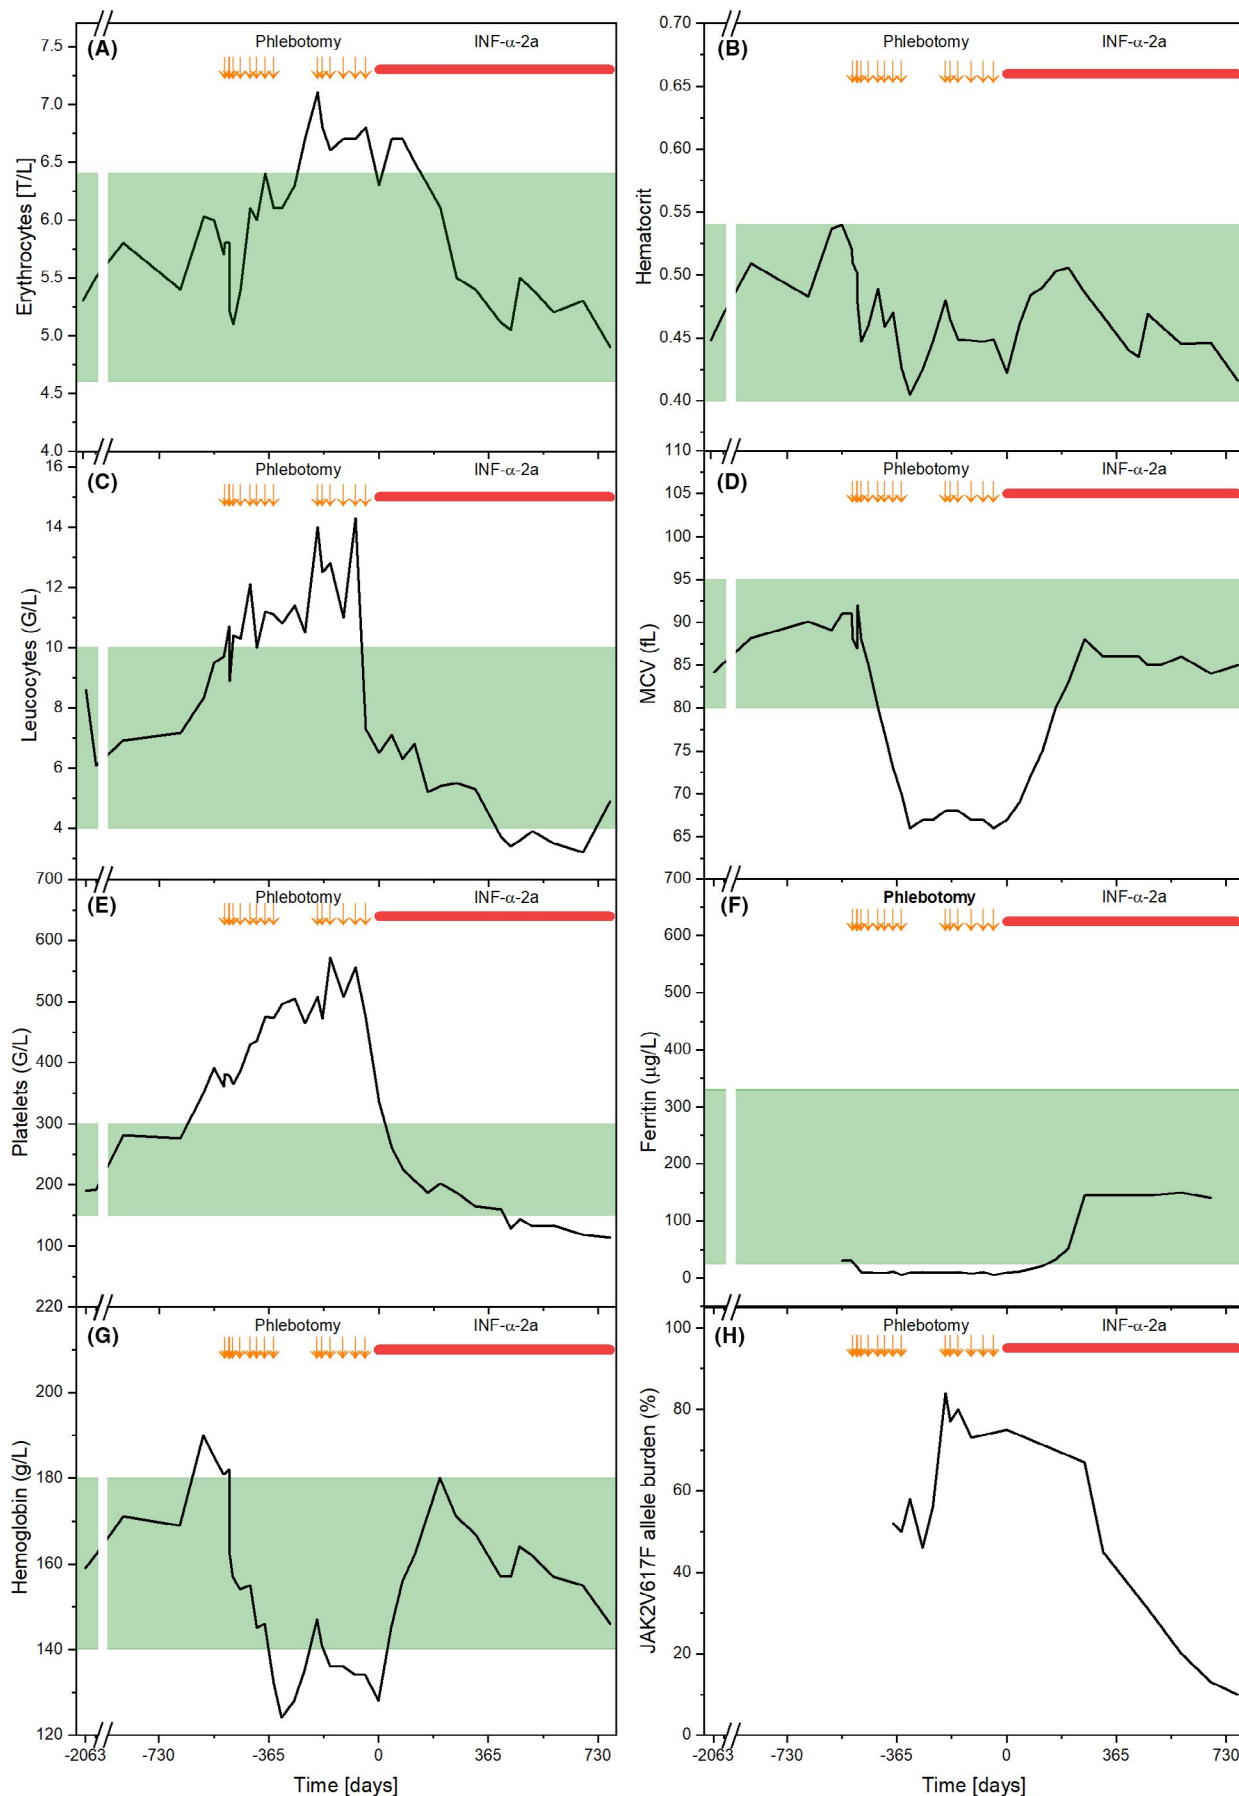 (A)
Phlebotomy
INF-α-2a
Erythrocytes [T/L]
7.5
7.0
6.5
6.0
5.5
5.0
4.5
4.0
(B)
Phlebotomy
INF-α-2a
Hematocrit
0.70
0.65
0.60
0.55
0.50
0.45
0.40
(C)
Phlebotomy
INF-α-2a
Leucocytes (G/L)
16
14
12
10
8
6
4
(D)
Phlebotomy
INF-α-2a
MCV (fL)
110
105
100
95
90
85
80
75
70
65
(E)
Phlebotomy
INF-α-2a
Platelets (G/L)
700
600
500
400
300
200
100
(F)
Phlebotomy
INF-α-2a
Ferritin (μg/L)
600
450
300
150
100
50
0
(G)
Phlebotomy
INF-α-2a
Hemoglobin (g/L)
220
200
180
160
140
120
-2063
-730
-365
0
365
730
Time [days]
(H)
Phlebotomy
INF-α-2a
JAK2V617F allele burden (%)
100
80
60
40
20
0
-2063
-730
-365
0
365
730
Time [days]